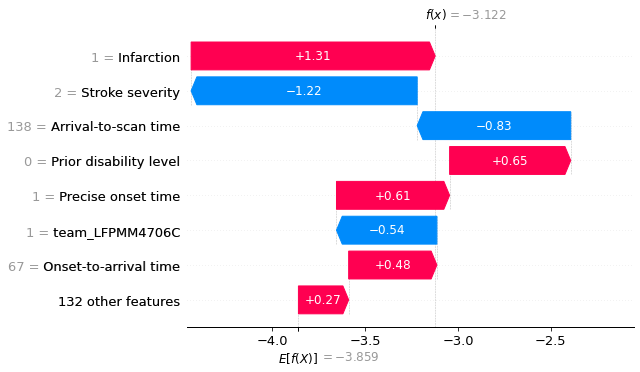 f(x) = −3.122
1 = Infarction
+1.31
2 = Stroke severity
−1.22
138 = Arrival-to-scan time
−0.83
0 = Prior disability level
+0.65
1 = Precise onset time
+0.61
1 = team_LFPMM4706C
−0.54
67 = Onset-to-arrival time
+0.48
132 other features
+0.27
−4.0 −3.5 −3.0 −2.5
E[f(X)] = −3.859